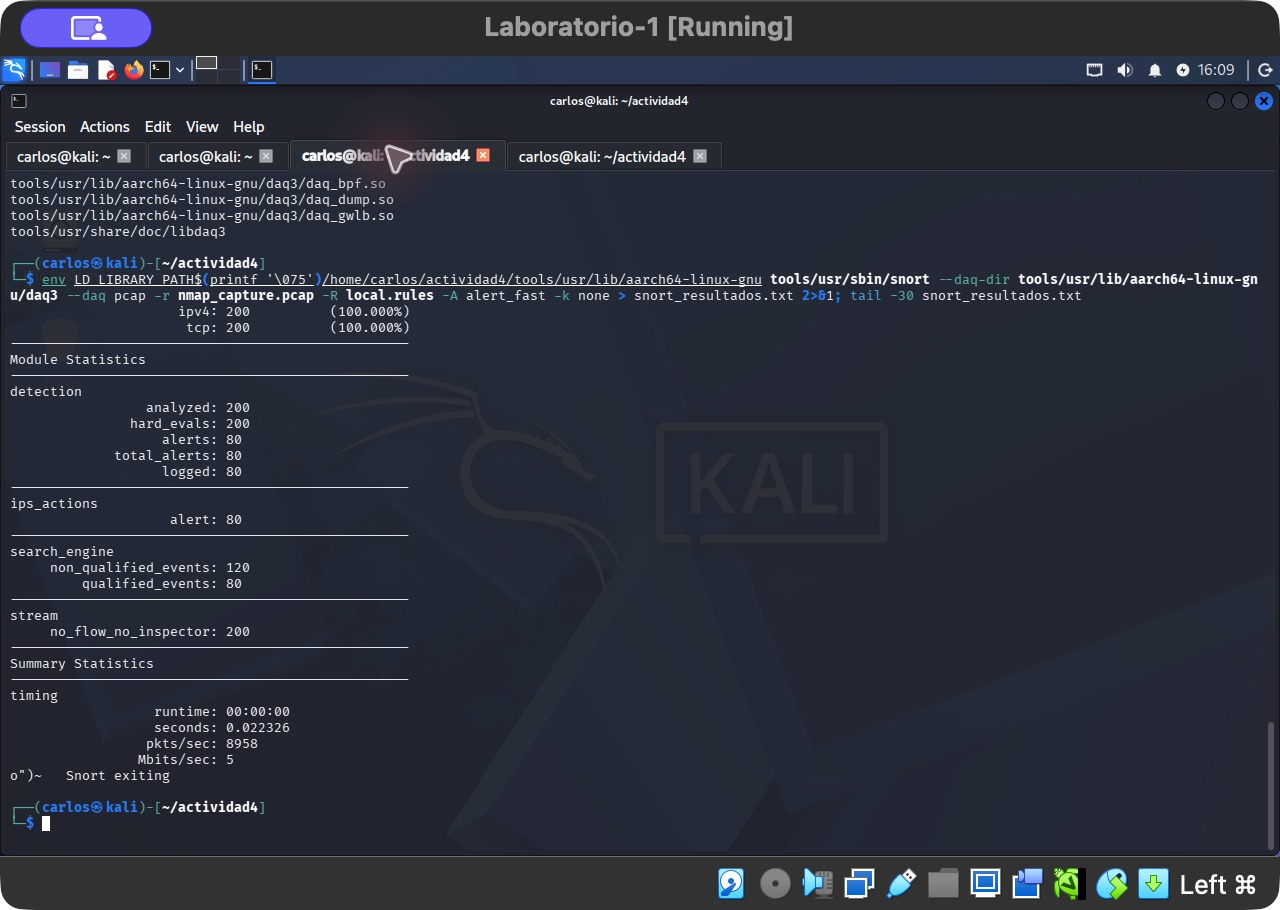 Laboratorio-1 [Running]
16:09
carlos@kali: ~/actividad4
Session Actions Edit View Help
carlos@kali: ~
carlos@kali: ~
carlos@kali: ~/actividad4
carlos@kali: ~/actividad4
tools/usr/lib/aarch64-linux-gnu/daq3/daq_bpf.so
tools/usr/lib/aarch64-linux-gnu/daq3/daq_dump.so
tools/usr/lib/aarch64-linux-gnu/daq3/daq_gwlb.so
tools/usr/share/doc/libdaq3
┌──(carlos㉿kali)-[~/actividad4]
└─$ env LD_LIBRARY_PATH$(printf '\075')/home/carlos/actividad4/tools/usr/lib/aarch64-linux-gnu tools/usr/sbin/snort --daq-dir tools/usr/lib/aarch64-linux-gn
u/daq3 --daq pcap -r nmap_capture.pcap -R local.rules -A alert_fast -k none > snort_resultados.txt 2>&1; tail -30 snort_resultados.txt
ipv4: 200 (100.000%)
tcp: 200 (100.000%)
Module Statistics
detection
analyzed: 200
hard_evals: 200
alerts: 80
total_alerts: 80
logged: 80
ips_actions
alert: 80
search_engine
non_qualified_events: 120
qualified_events: 80
stream
no_flow_no_inspector: 200
Summary Statistics
timing
runtime: 00:00:00
seconds: 0.022326
pkts/sec: 8958
Mbits/sec: 5
o")~ Snort exiting
┌──(carlos㉿kali)-[~/actividad4]
└─$
KALI
Left ⌘